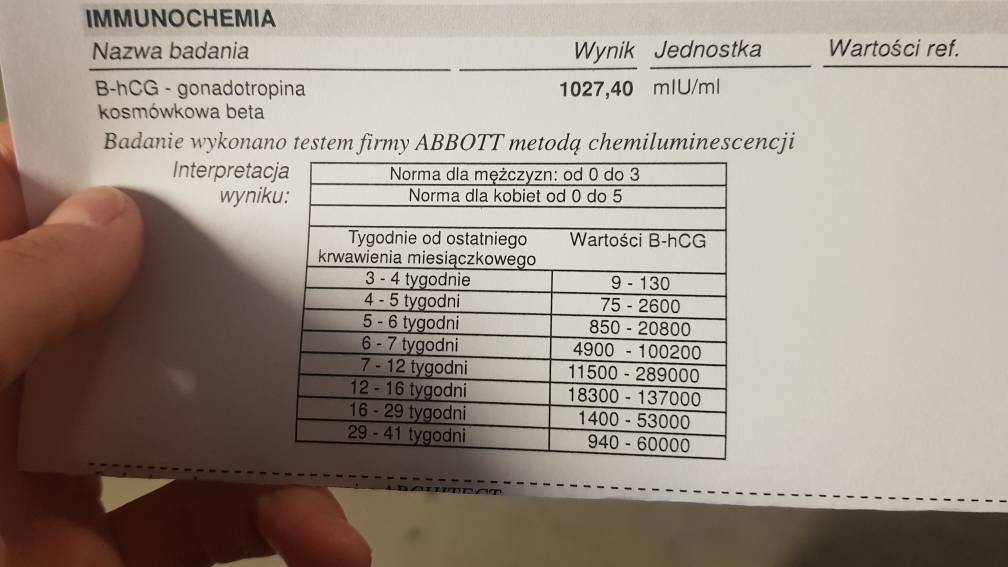 IMMUNOCHEMIA
Nazwa badania Wynik Jednostka Wartości ref.
B-hCG - gonadotropina 1027,40 mIU/ml
kosmówkowa beta
Badanie wykonano testem firmy ABBOTT metodą chemiluminescencji
Interpretacja
wyniku:
Norma dla mężczyzn: od 0 do 3
Norma dla kobiet od 0 do 5
Tygodnie od ostatniego Wartości B-hCG
krwawienia miesiączkowego
3 - 4 tygodnie 9 - 130
4 - 5 tygodni 75 - 2600
5 - 6 tygodni 850 - 20800
6 - 7 tygodni 4900 - 100200
7 - 12 tygodni 11500 - 289000
12 - 16 tygodni 18300 - 137000
16 - 29 tygodni 1400 - 53000
29 - 41 tygodni 940 - 60000
ARCHITECT